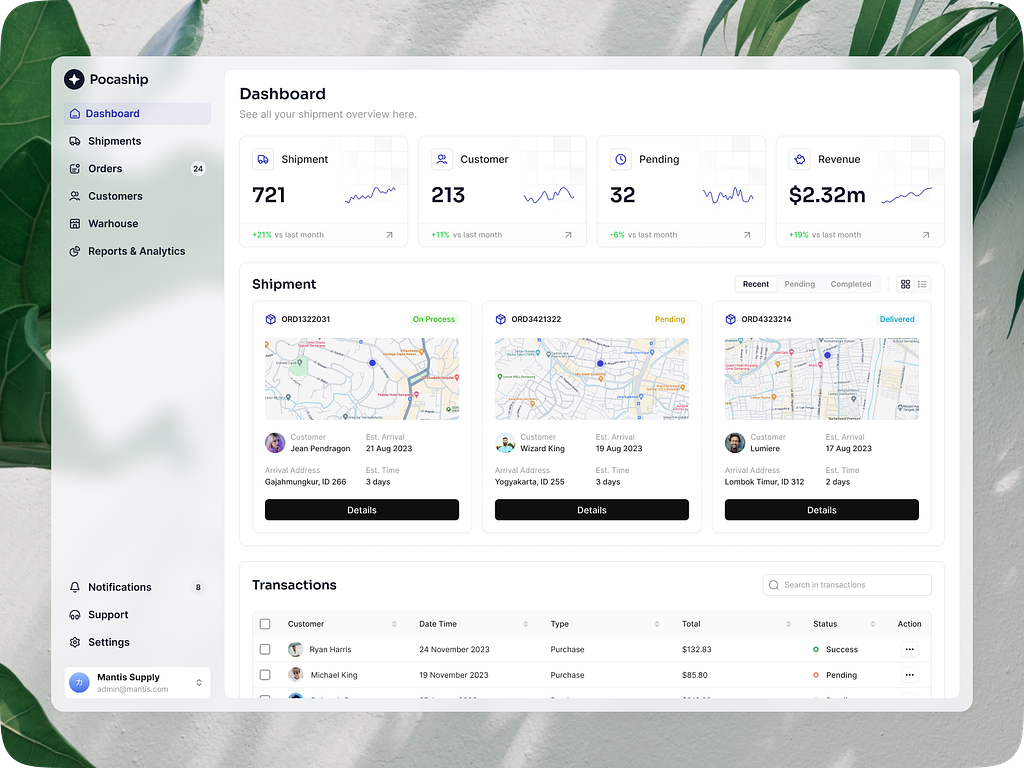 Pocaship
Dashboard
Shipments
Orders 24
Customers
Warhouse
Reports & Analytics
Notifications 8
Support
Settings
カ
Mantis Supply
admin@mantis.com
Dashboard
See all your shipment overview here.
Shipment
721
+21% vs last month
Customer
213
+11% vs last month
Pending
32
-6% vs last month
Revenue
$2.32m
+19% vs last month
Shipment
Recent Pending Completed
ORD1322031 On Process
Customer
Jean Pendragon
Est. Arrival
21 Aug 2023
Arrival Address
Gajahmungkur, ID 266
Est. Time
3 days
Details
ORD3421322 Pending
Customer
Wizard King
Est. Arrival
19 Aug 2023
Arrival Address
Yogyakarta, ID 255
Est. Time
3 days
Details
ORD4323214 Delivered
Customer
Lumiere
Est. Arrival
17 Aug 2023
Arrival Address
Lombok Timur, ID 312
Est. Time
2 days
Details
Transactions
Search in transactions
Customer Date Time Type Total Status Action
Ryan Harris 24 November 2023 Purchase $132.83 Success
Michael King 19 November 2023 Purchase $85.80 Pending